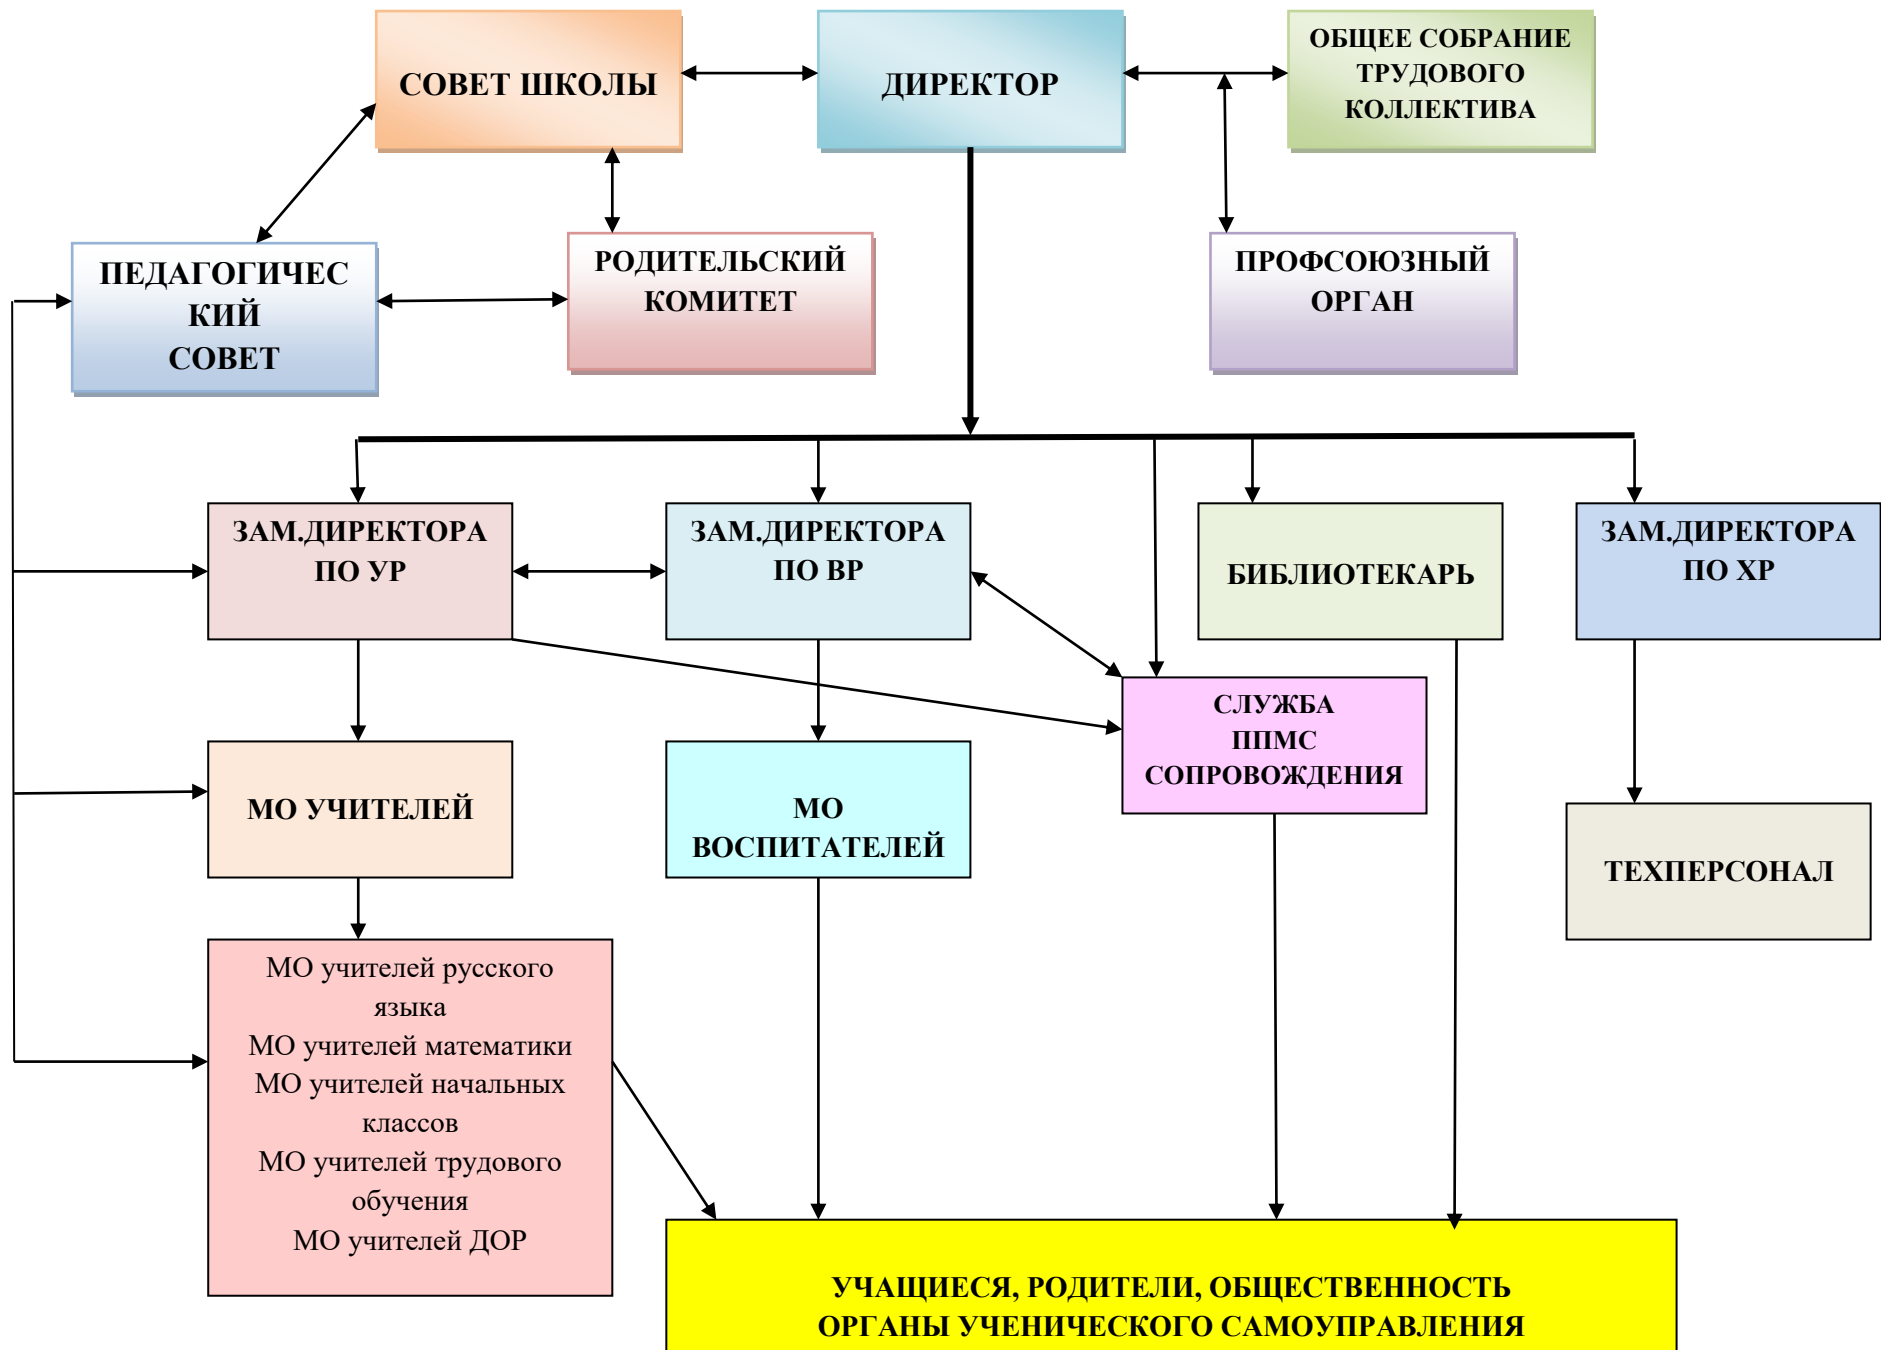 СОВЕТ ШКОЛЫ
ДИРЕКТОР
ОБЩЕЕ СОБРАНИЕ
ТРУДОВОГО
КОЛЛЕКТИВА
ПЕДАГОГИЧЕС
КИЙ
СОВЕТ
РОДИТЕЛЬСКИЙ
КОМИТЕТ
ПРОФСОЮЗНЫЙ
ОРГАН
ЗАМ.ДИРЕКТОРА
ПО УР
ЗАМ.ДИРЕКТОРА
ПО ВР
БИБЛИОТЕКАРЬ
ЗАМ.ДИРЕКТОРА
ПО ХР
СЛУЖБА
ППМС
СОПРОВОЖДЕНИЯ
МО УЧИТЕЛЕЙ
МО
ВОСПИТАТЕЛЕЙ
ТЕХПЕРСОНАЛ
МО учителей русского
языка
МО учителей математики
МО учителей начальных
классов
МО учителей трудового
обучения
МО учителей ДОР
УЧАЩИЕСЯ, РОДИТЕЛИ, ОБЩЕСТВЕННОСТЬ
ОРГАНЫ УЧЕНИЧЕСКОГО САМОУПРАВЛЕНИЯ